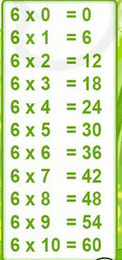 6 x 0 = 0
6 x 1 = 6
6 x 2 = 12
6 x 3 = 18
6 x 4 = 24
6 x 5 = 30
6 x 6 = 36
6 x 7 = 42
6 x 8 = 48
6 x 9 = 54
6 x 10 = 60